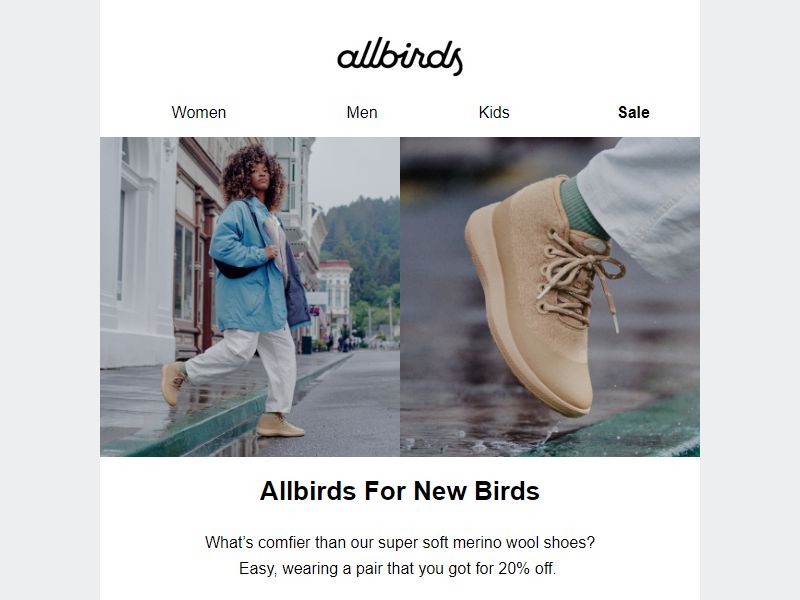 allbirds
Women Men Kids Sale
Allbirds For New Birds
What’s comfier than our super soft merino wool shoes?
Easy, wearing a pair that you got for 20% off.